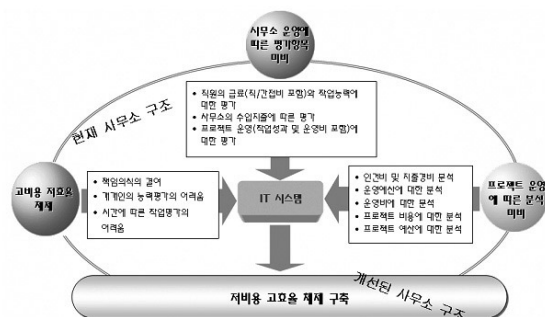 사무소 운영에
따른 평가항목
미비
현재 사무소 구조
• 직원의 급료(직/간접비 포함)와 작업능력에
대한 평가
• 사무소의 수입지출에 따른 평가
• 프로젝트 운영(작업성과 및 운영비 포함)에
대한 평가
고비용 저효율
체제
• 책임의식의 결여
• 개개인의 능력평가의 어려움
• 시간에 따른 작업평가의
어려움
IT 시스템
• 인건비 및 지출경비 분석
• 운영예산에 대한 분석
• 운영비에 대한 분석
• 프로젝트 비용에 대한 분석
• 프로젝트 예산에 대한 분석
프로젝트 운영
에 따른 분석
미비
저비용 고효율 체제 구축
개선된 사무소 구조